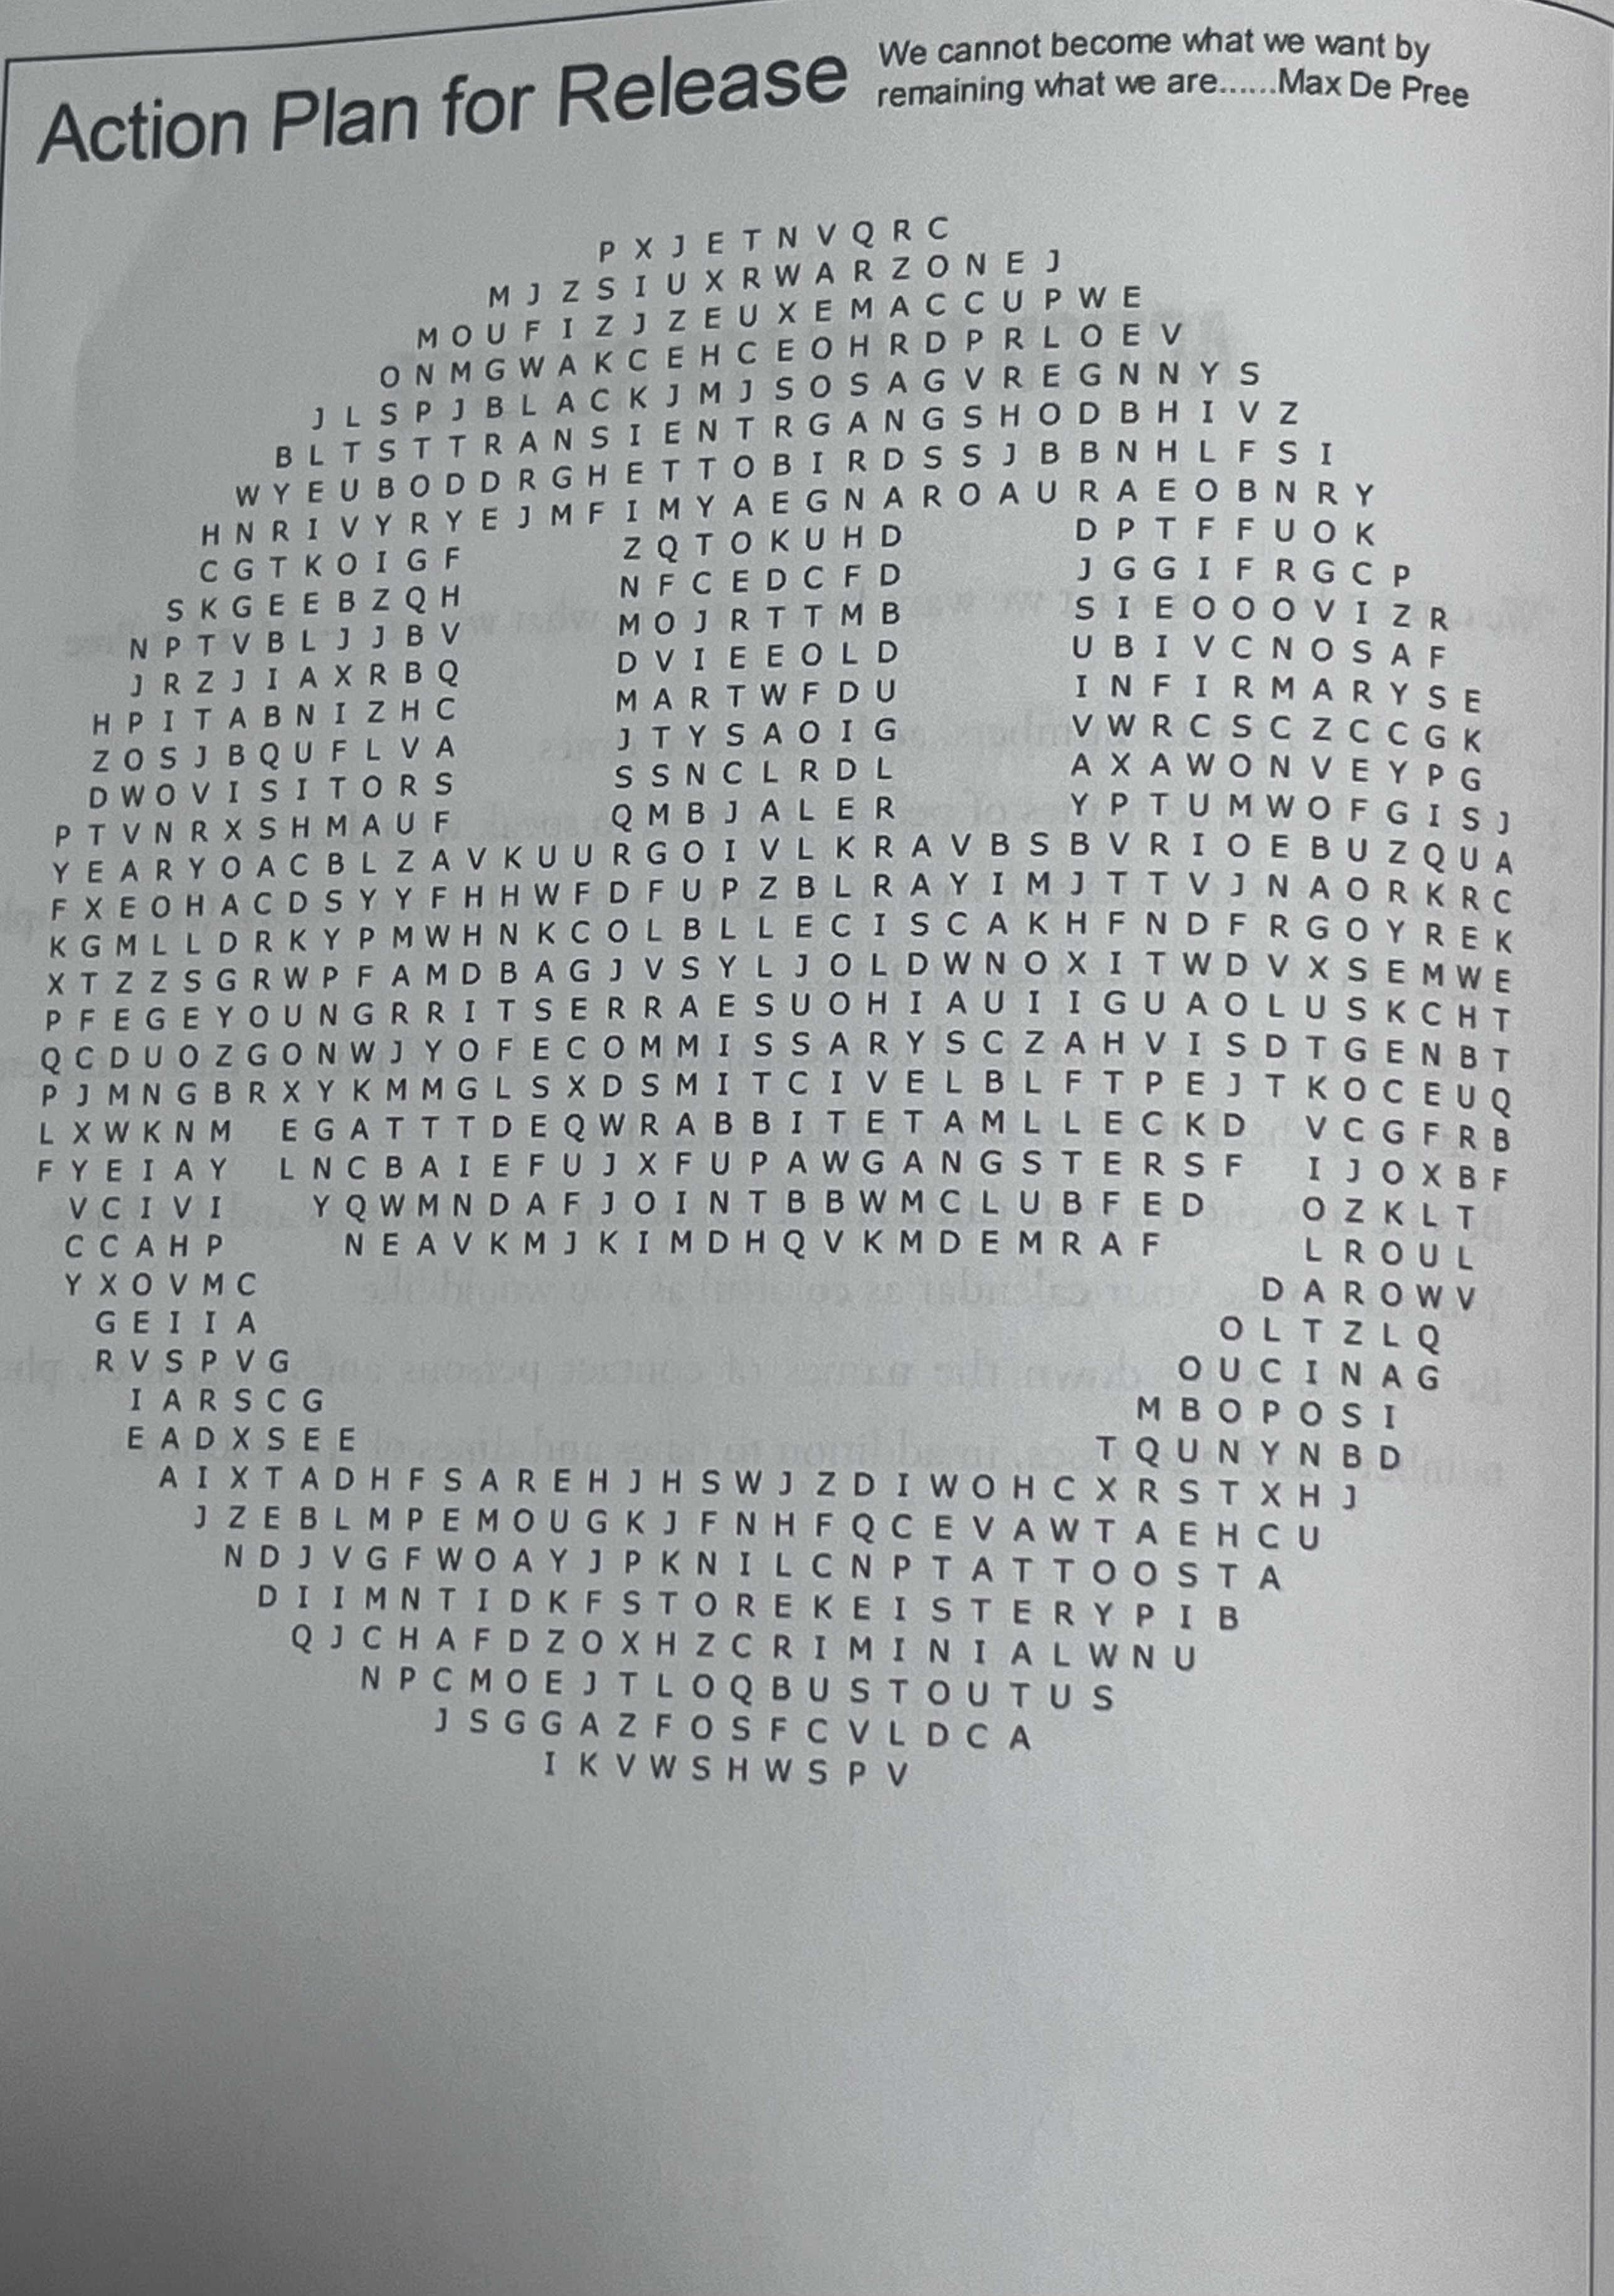 Action Plan for Release
We cannot become what we want by
remaining what we are......Max De Pree
P X J E T N V Q R C
M J Z S I U X R W A R Z O N E J
M O U F I Z J Z E U X E M A C C U P W E
O N M G W A K C E H C E O H R D P R L O E V
J L S P J B L A C K J M J S O S A G V R E G N N Y S
B L T S T T R A N S I E N T R G A N G S H O D B H I V Z
W Y E U B O D D R G H E T T O B I R D S S J B B N H L F S I
H N R I V Y R Y E J M F I M Y A E G N A R O A U R A E O B N R Y
C G T K O I G F Z Q T O K U H D D P T F F U O K
S K G E E B Z Q H N F C E D C F D J G G I F R G C P
N P T V B L J J B V M O J R T T M B S I E O O O V I Z R
J R Z J I A X R B Q D V I E E O L D U B I V C N O S A F
H P I T A B N I Z H C M A R T W F D U I N F I R M A R Y S E
Z O S J B Q U F L V A J T Y S A O I G V W R C S C Z C C G K
D W O V I S I T O R S S S N C L R D L A X A W O N V E Y P G
P T V N R X S H M A U F Q M B J A L E R Y P T U M W O F G I S J
Y E A R Y O A C B L Z A V K U U R G O I V L K R A V B S B V R I O E B U Z Q U A
F X E O H A C D S Y Y F H H W F D F U P Z B L R A Y I M J T T V J N A O R K R C
K G M L L D R K Y P M W H N K C O L B L L E C I S C A K H F N D F R G O Y R E K
X T Z Z S G R W P F A M D B A G J V S Y L J O L D W N O X I T W D V X S E M W E
P F E G E Y O U N G R R I T S E R R A E S U O H I A U I I G U A O L U S K C H T
Q C D U O Z G O N W J Y O F E C O M M I S S A R Y S C Z A H V I S D T G E N B T
P J M N G B R X Y K M M G L S X D S M I T C I V E L B L F T P E J T K O C E U Q
L X W K N M E G A T T T D E Q W R A B B I T E T A M L L E C K D V C G F R B
F Y E I A Y L N C B A I E F U J X F U P A W G A N G S T E R S F I J O X B F
V C I V I Y Q W M N D A F J O I N T B B W M C L U B F E D O Z K L T
C C A H P N E A V K M J K I M D H Q V K M D E M R A F L R O U L
Y X O V M C D A R O W V
G E I I A O L T Z L Q
R V S P V G O U C I N A G
I A R S C G M B O P O S I
E A D X S E E T Q U N Y N B D
A I X T A D H F S A R E H J H S W J Z D I W O H C X R S T X H J
J Z E B L M P E M O U G K J F N H F Q C E V A W T A E H C U
N D J V G F W O A Y J P K N I L C N P T A T T O O S T A
D I I M N T I D K F S T O R E K E I S T E R Y P I B
Q J C H A F D Z O X H Z C R I M I N I A L W N U
N P C M O E J T L O Q B U S T O U T U S
J S G G A Z F O S F C V L D C A
I K V W S H W S P V